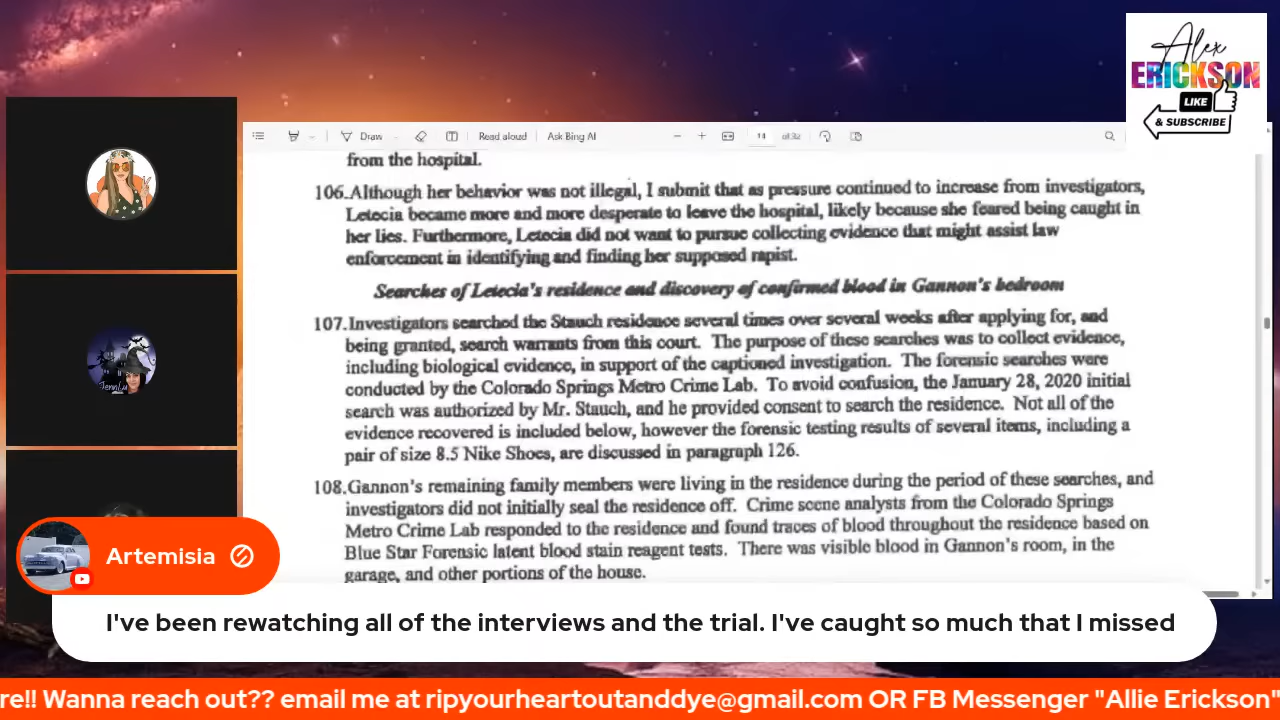 Alex
ERICKSON
LIKE
& SUBSCRIBE
Draw
Read aloud
Ask Bing AI
14
of 32
from the hospital.
106. Although her behavior was not illegal, I submit that as pressure continued to increase from investigators,
Letecia became more and more desperate to leave the hospital, likely because she feared being caught in
her lies. Furthermore, Letecia did not want to pursue collecting evidence that might assist law
enforcement in identifying and finding her supposed rapist.
Searches of Letecia's residence and discovery of confirmed blood in Gannon's bedroom
107. Investigators searched the Stauch residence several times over several weeks after applying for, and
being granted, search warrants from this court. The purpose of these searches was to collect evidence,
including biological evidence, in support of the captioned investigation. The forensic searches were
conducted by the Colorado Springs Metro Crime Lab. To avoid confusion, the January 28, 2020 initial
search was authorized by Mr. Stauch, and he provided consent to search the residence. Not all of the
evidence recovered is included below, however the forensic testing results of several items, including a
pair of size 8.5 Nike Shoes, are discussed in paragraph 126.
108. Gannon's remaining family members were living in the residence during the period of these searches, and
investigators did not initially seal the residence off. Crime scene analysts from the Colorado Springs
Metro Crime Lab responded to the residence and found traces of blood throughout the residence based on
Blue Star Forensic latent blood stain reagent tests. There was visible blood in Gannon's room, in the
garage, and other portions of the house.
Artemisia
I've been rewatching all of the interviews and the trial. I've caught so much that I missed
re!! Wanna reach out?? email me at ripyourheartoutanddye@gmail.com OR FB Messenger "Allie Erickson"